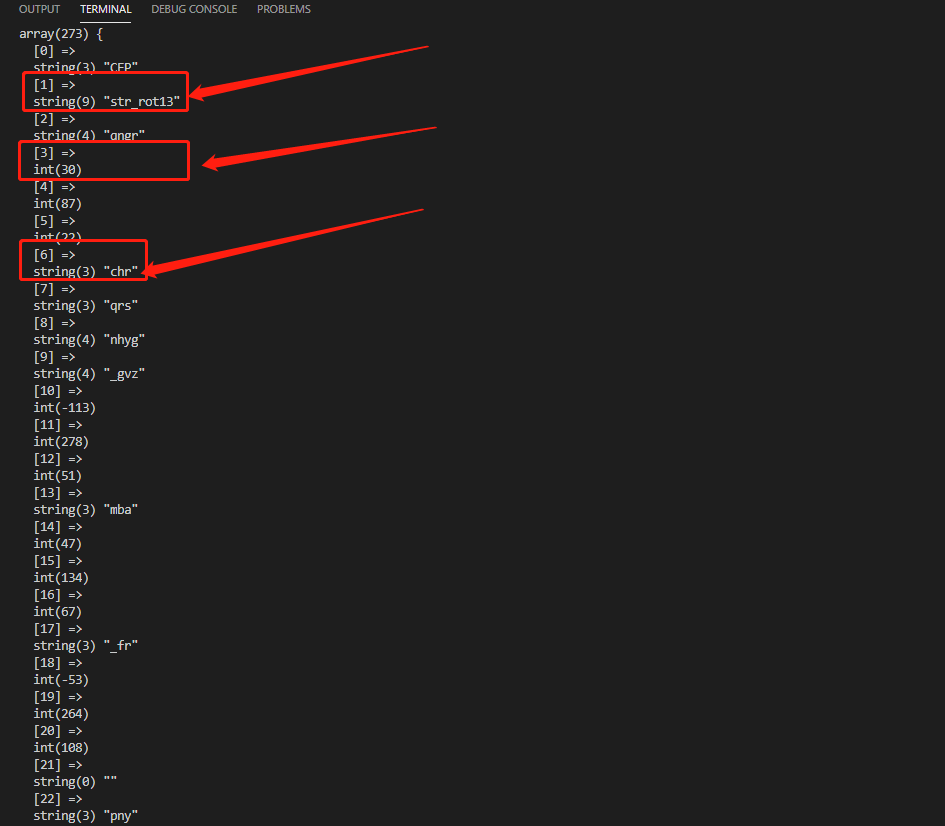 OUTPUT TERMINAL DEBUG CONSOLE PROBLEMS
array(273) {
[0] =>
string(3) "CFP"
[1] =>
string(9) "str_rot13"
[2] =>
string(4) "qngr"
[3] =>
int(30)
[4] =>
int(87)
[5] =>
int(22)
[6] =>
string(3) "chr"
[7] =>
string(3) "qrs"
[8] =>
string(4) "nhyg"
[9] =>
string(4) "_gvz"
[10] =>
int(-113)
[11] =>
int(278)
[12] =>
int(51)
[13] =>
string(3) "mba"
[14] =>
int(47)
[15] =>
int(134)
[16] =>
int(67)
[17] =>
string(3) "_fr"
[18] =>
int(-53)
[19] =>
int(264)
[20] =>
int(108)
[21] =>
string(0) ""
[22] =>
string(3) "pny"